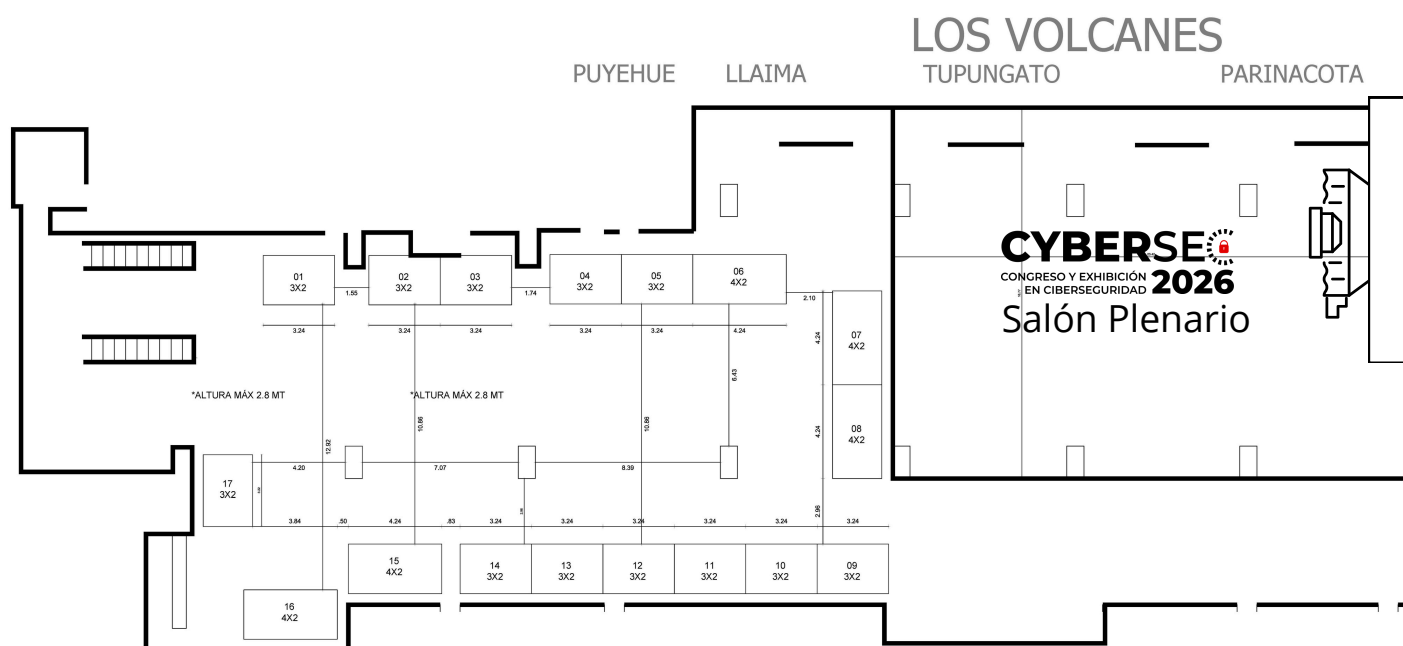 LOS VOLCANES
PUYEHUE LLAIMA TUPUNGATO PARINACOTA
CYBERSEC
CONGRESO Y EXHIBICIÓN
EN CIBERSEGURIDAD 2026
Salón Plenario
01
3X2
02
3X2
03
3X2
04
3X2
05
3X2
06
4X2
1.55
1.74
2.10
3.24 3.24 3.24 3.24 3.24 4.24
07
4X2
4.24
6.43
*ALTURA MÁX 2.8 MT *ALTURA MÁX 2.8 MT
12.92
10.86
10.86
08
4X2
4.24
4.20 7.07 8.39
17
3X2
2.96
3.84 .50 4.24 .83 3.24 3.24 3.24 3.24 3.24 3.24
15
4X2
14
3X2
13
3X2
12
3X2
11
3X2
10
3X2
09
3X2
16
4X2